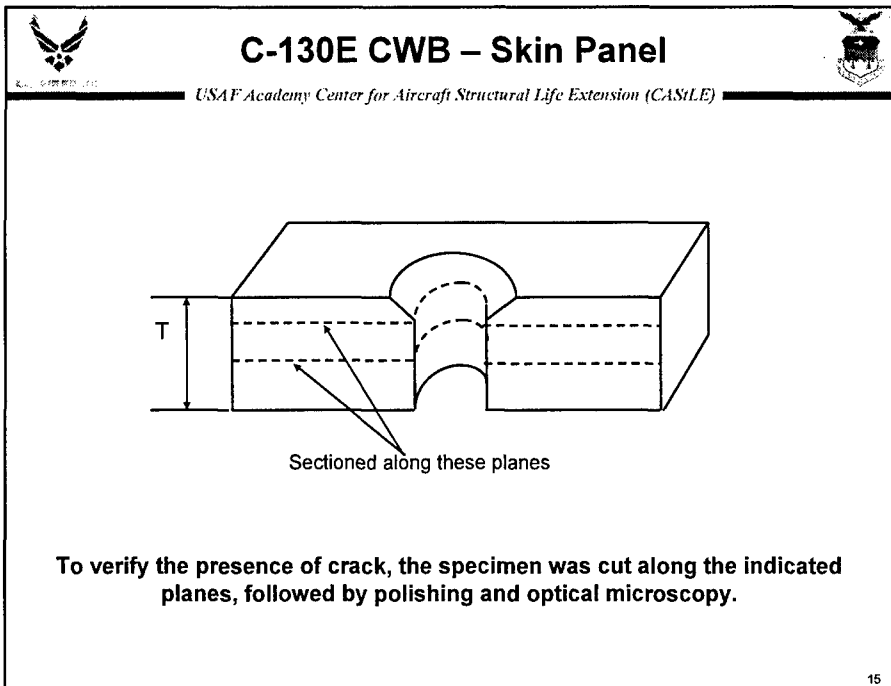 C-130E CWB – Skin Panel
USAF Academy Center for Aircraft Structural Life Extension (CAStLE)
T
Sectioned along these planes
To verify the presence of crack, the specimen was cut along the indicated
planes, followed by polishing and optical microscopy.
15